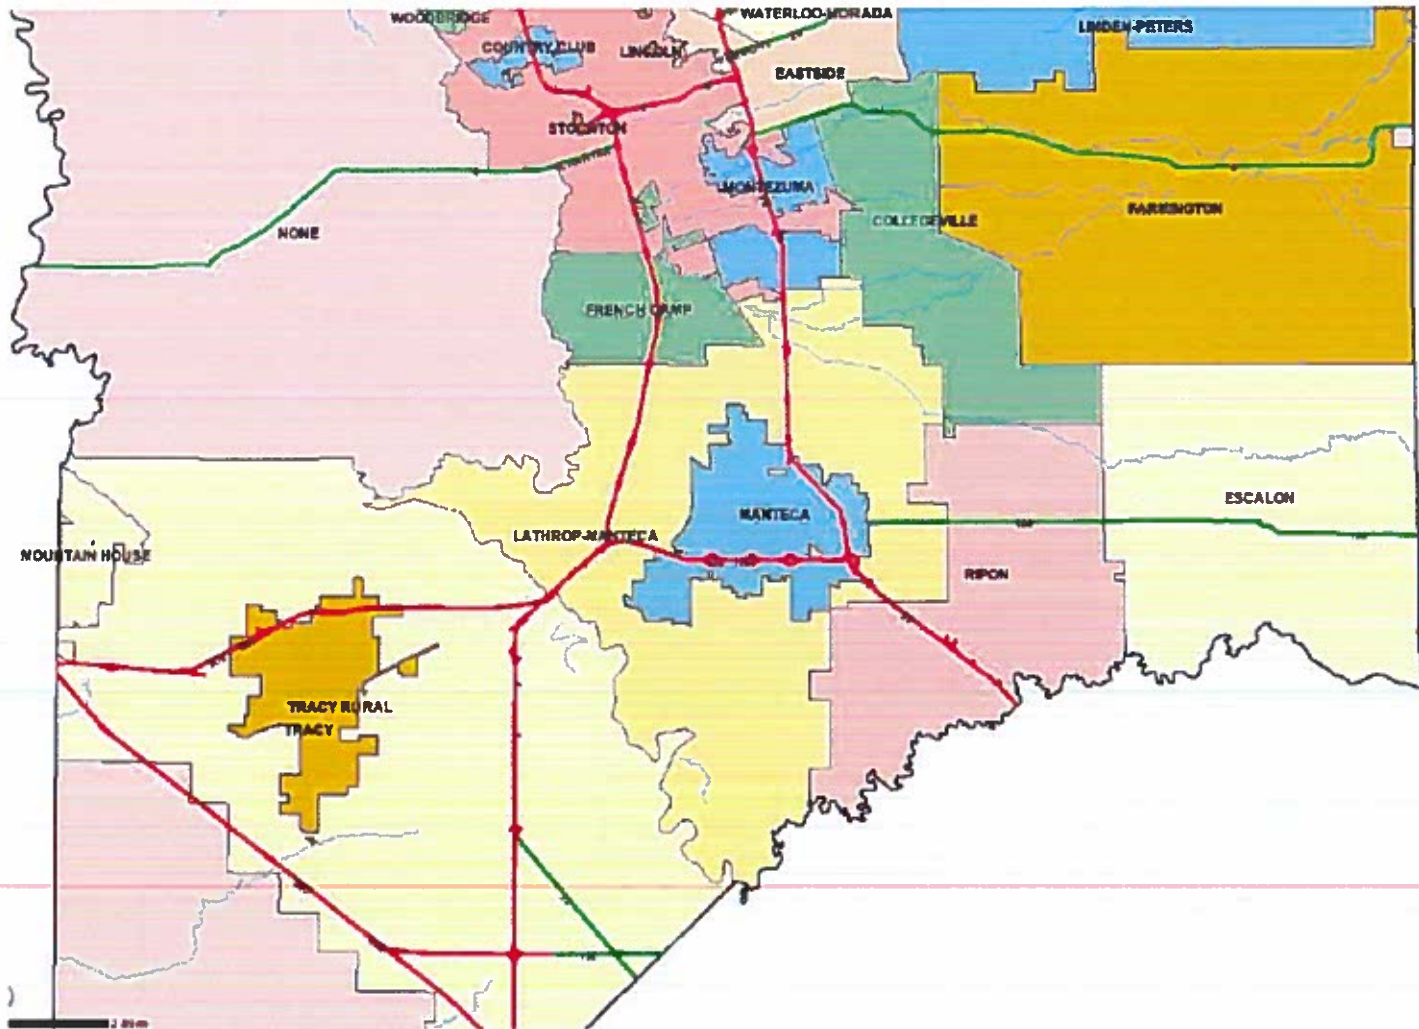 WOODBRIDGE
WATERLOO-MORADA
LINDEN-PETERS
COUNTRY CLUB
LINCOLN
EASTSIDE
STOCKTON
MONTEZUMA
FARMINGTON
COLLEGEVILLE
NONE
FRENCH CAMP
ESCALON
MANTECA
LATHROP-MANTECA
MOUNTAIN HOUSE
RIPON
TRACY RURAL
TRACY